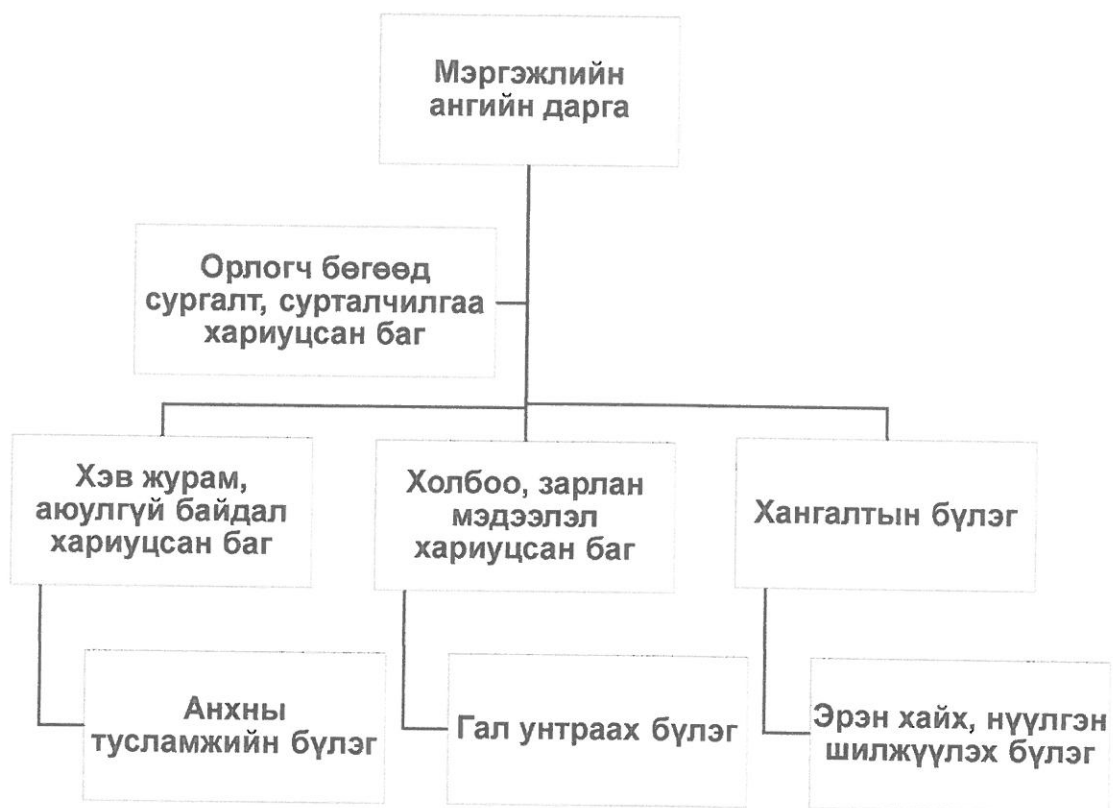 Мэргэжлийн
ангийн дарга
Орлогч бөгөөд
сургалт, сурталчилгаа
хариуцсан баг
Хэв журам,
аюулгүй байдал
хариуцсан баг
Холбоо, зарлан
мэдээлэл
хариуцсан баг
Хангалтын бүлэг
Анхны
тусламжийн бүлэг
Гал унтраах бүлэг
Эрэн хайх, нүүлгэн
шилжүүлэх бүлэг